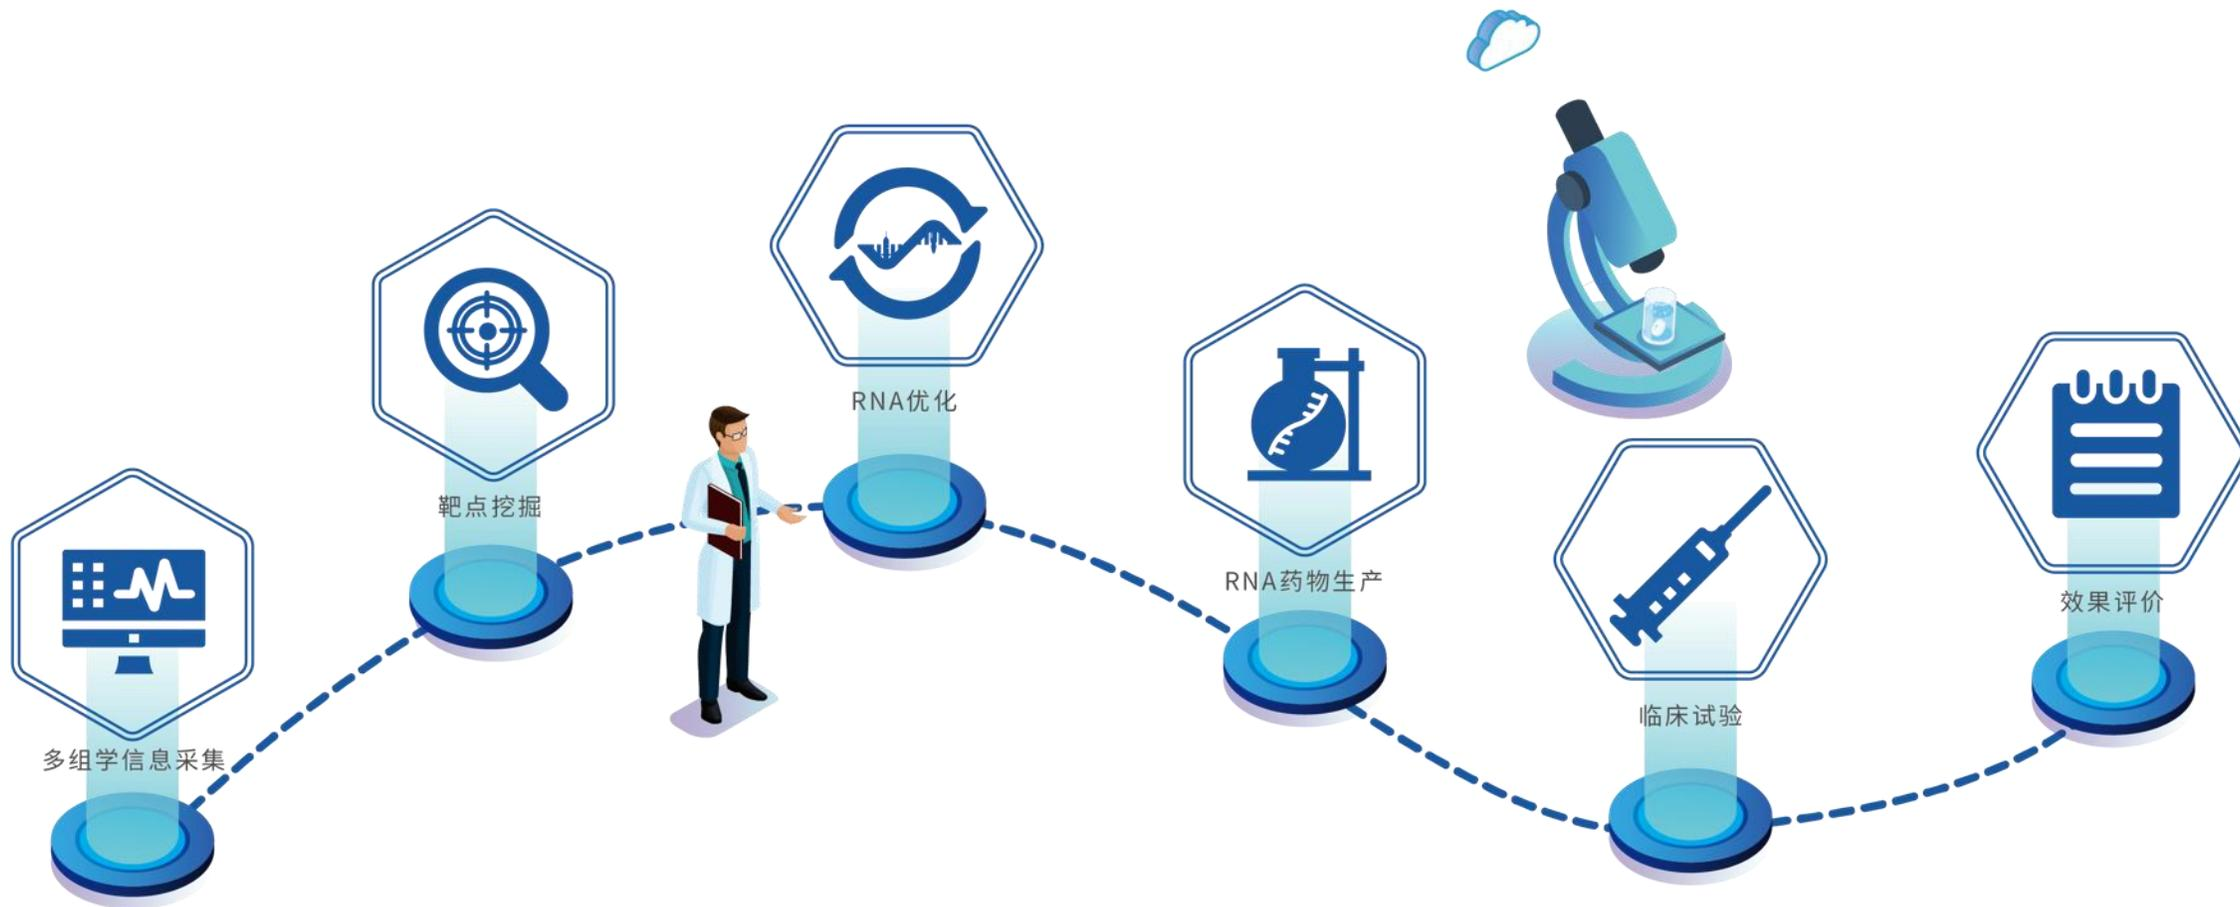 多组学信息采集
靶点挖掘
RNA优化
RNA药物生产
临床试验
效果评价